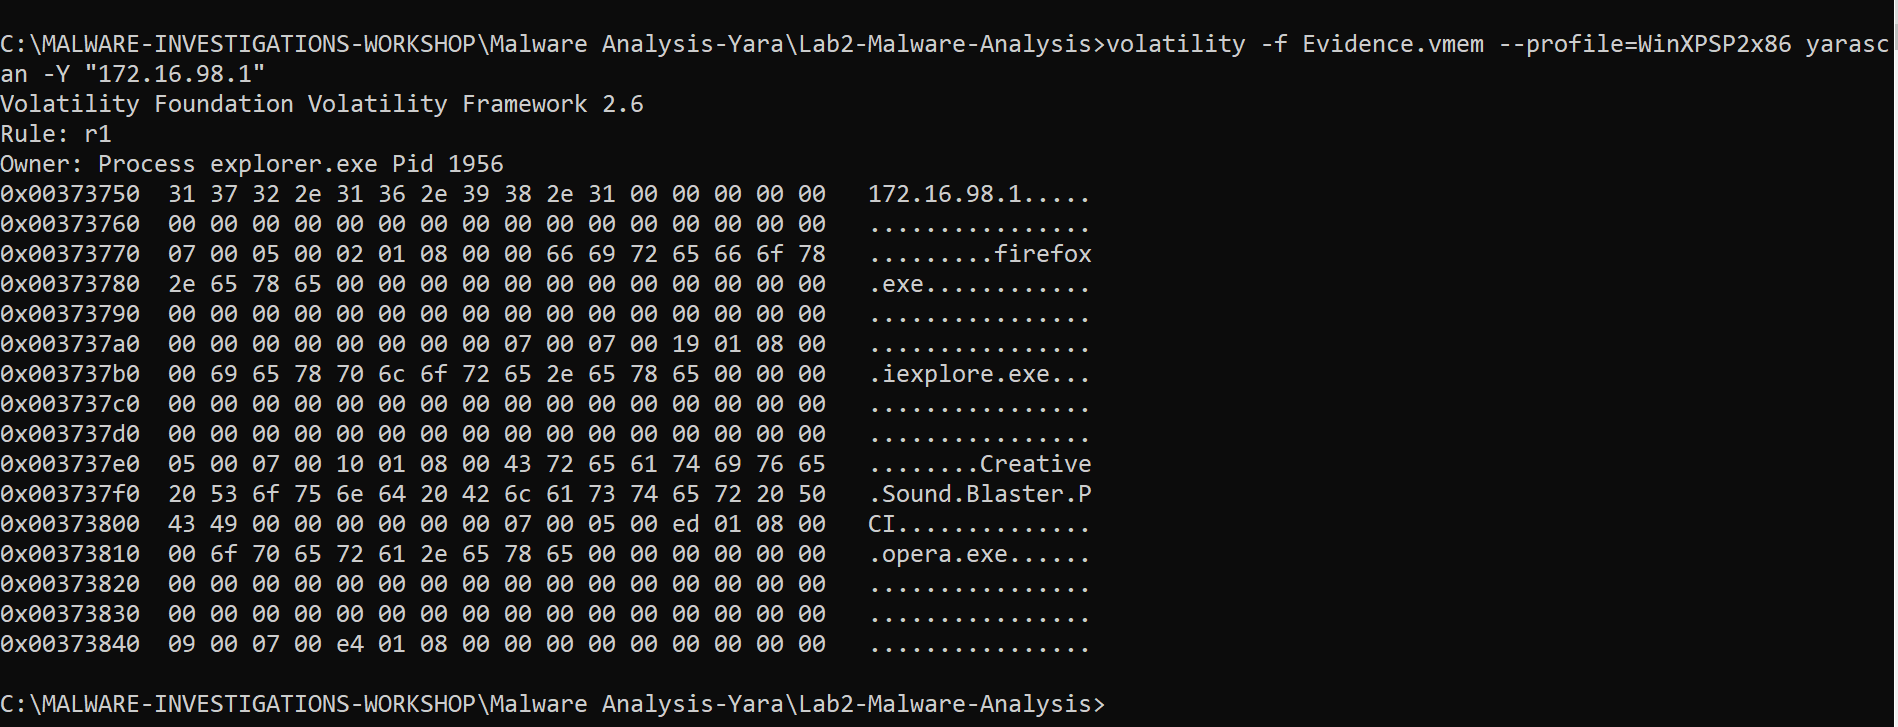 C:\MALWARE-INVESTIGATIONS-WORKSHOP\Malware Analysis-Yara\Lab2-Malware-Analysis>volatility -f Evidence.vmem --profile=WinXPSP2x86 yarasc
an -Y "172.16.98.1"
Volatility Foundation Volatility Framework 2.6
Rule: r1
Owner: Process explorer.exe Pid 1956
0x00373750  31 37 32 2e 31 36 2e 39 38 2e 31 00 00 00 00 00   172.16.98.1.....
0x00373760  00 00 00 00 00 00 00 00 00 00 00 00 00 00 00 00   ................
0x00373770  07 00 05 00 02 01 08 00 00 66 69 72 65 66 6f 78   .........firefox
0x00373780  2e 65 78 65 00 00 00 00 00 00 00 00 00 00 00 00   .exe............
0x00373790  00 00 00 00 00 00 00 00 00 00 00 00 00 00 00 00   ................
0x003737a0  00 00 00 00 00 00 00 00 07 00 07 00 19 01 08 00   ................
0x003737b0  00 69 65 78 70 6c 6f 72 65 2e 65 78 65 00 00 00   .iexplore.exe...
0x003737c0  00 00 00 00 00 00 00 00 00 00 00 00 00 00 00 00   ................
0x003737d0  00 00 00 00 00 00 00 00 00 00 00 00 00 00 00 00   ................
0x003737e0  05 00 07 00 10 01 08 00 43 72 65 61 74 69 76 65   ........Creative
0x003737f0  20 53 6f 75 6e 64 20 42 6c 61 73 74 65 72 20 50   .Sound.Blaster.P
0x00373800  43 49 00 00 00 00 00 00 07 00 05 00 ed 01 08 00   CI..............
0x00373810  00 6f 70 65 72 61 2e 65 78 65 00 00 00 00 00 00   .opera.exe......
0x00373820  00 00 00 00 00 00 00 00 00 00 00 00 00 00 00 00   ................
0x00373830  00 00 00 00 00 00 00 00 00 00 00 00 00 00 00 00   ................
0x00373840  09 00 07 00 e4 01 08 00 00 00 00 00 00 00 00 00   ................
C:\MALWARE-INVESTIGATIONS-WORKSHOP\Malware Analysis-Yara\Lab2-Malware-Analysis>